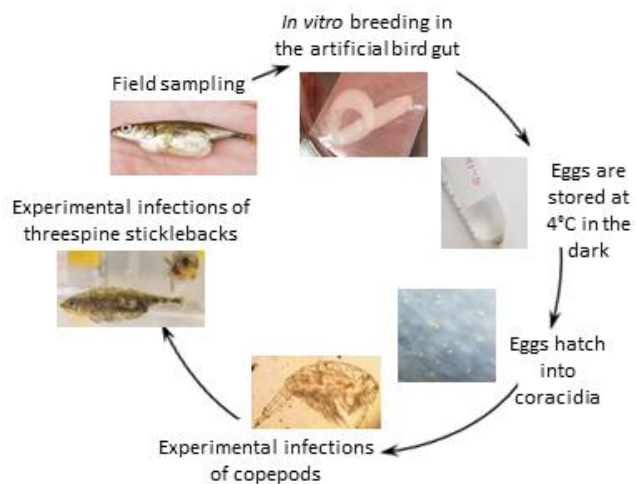 In vitro breeding in
the artificial bird gut
Field sampling
Eggs are
stored at
4°C in the
dark
Experimental infections of
threespine sticklebacks
Eggs hatch
into
coracidia
Experimental infections
of copepods